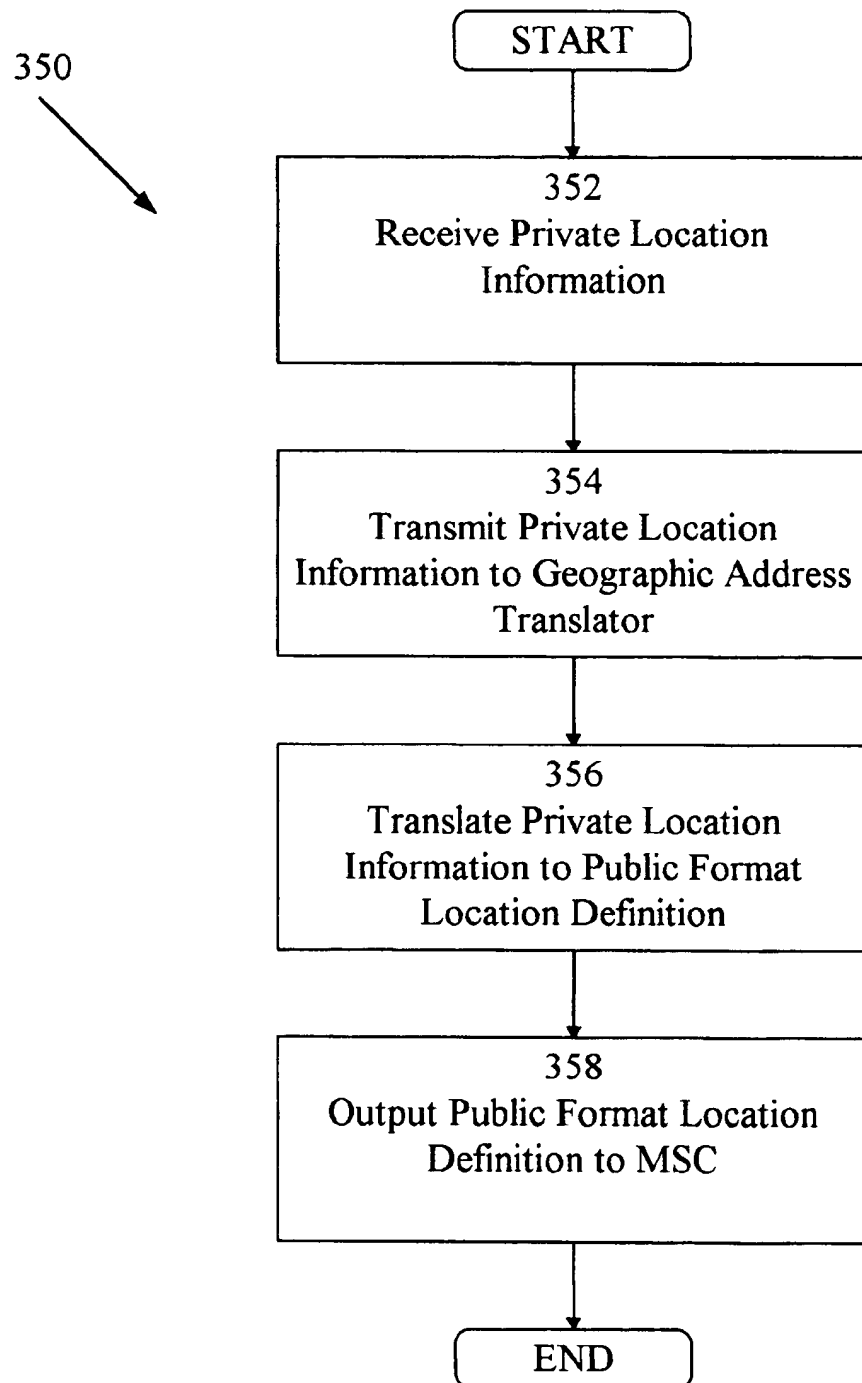 START
350
352
Receive Private Location
Information
354
Transmit Private Location
Information to Geographic Address
Translator
356
Translate Private Location
Information to Public Format
Location Definition
358
Output Public Format Location
Definition to MSC
END